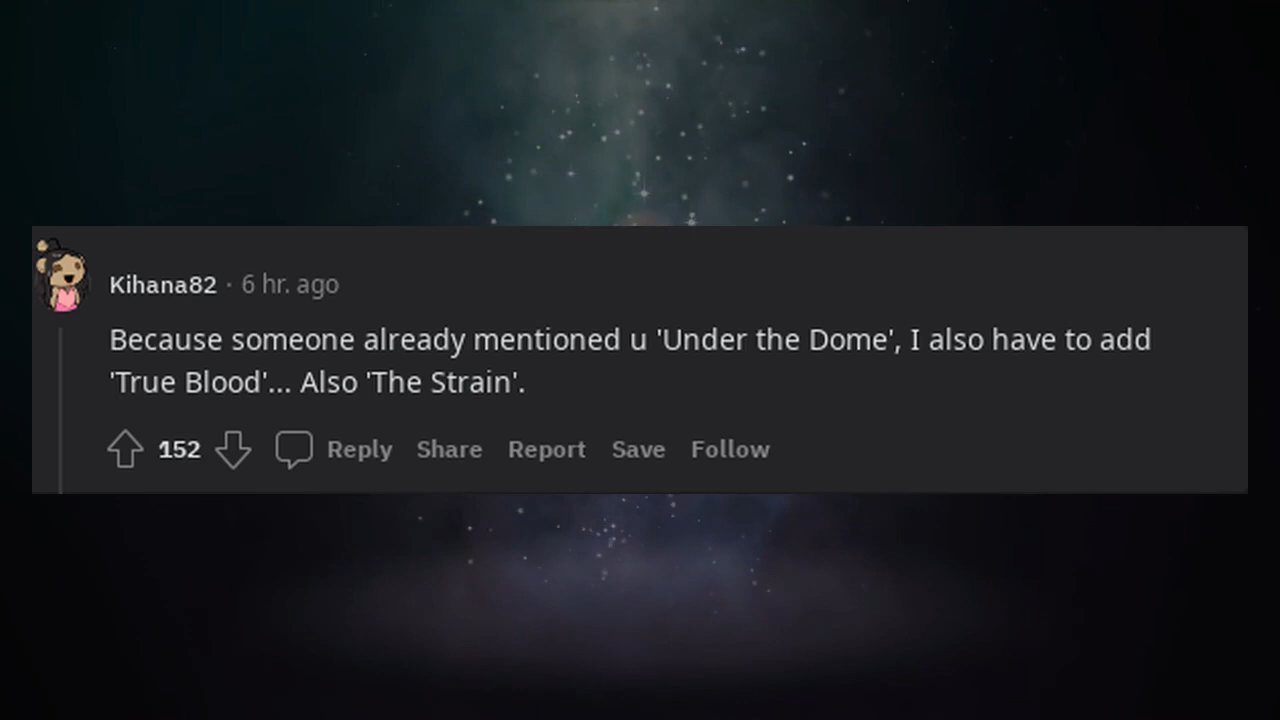 Kihana82 · 6 hr. ago
Because someone already mentioned u 'Under the Dome', I also have to add
'True Blood'... Also 'The Strain'.
152 Reply Share Report Save Follow